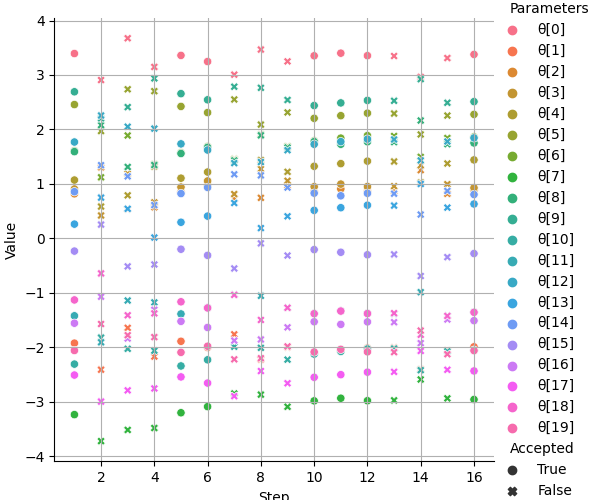 Parameters
θ[0]
θ[1]
θ[2]
θ[3]
θ[4]
θ[5]
θ[6]
θ[7]
θ[8]
θ[9]
θ[10]
θ[11]
θ[12]
θ[13]
θ[14]
θ[15]
θ[16]
θ[17]
θ[18]
θ[19]
Accepted
True
False
Value
4
3
2
1
0
−1
−2
−3
−4
2 4 6 8 10 12 14 16
Step